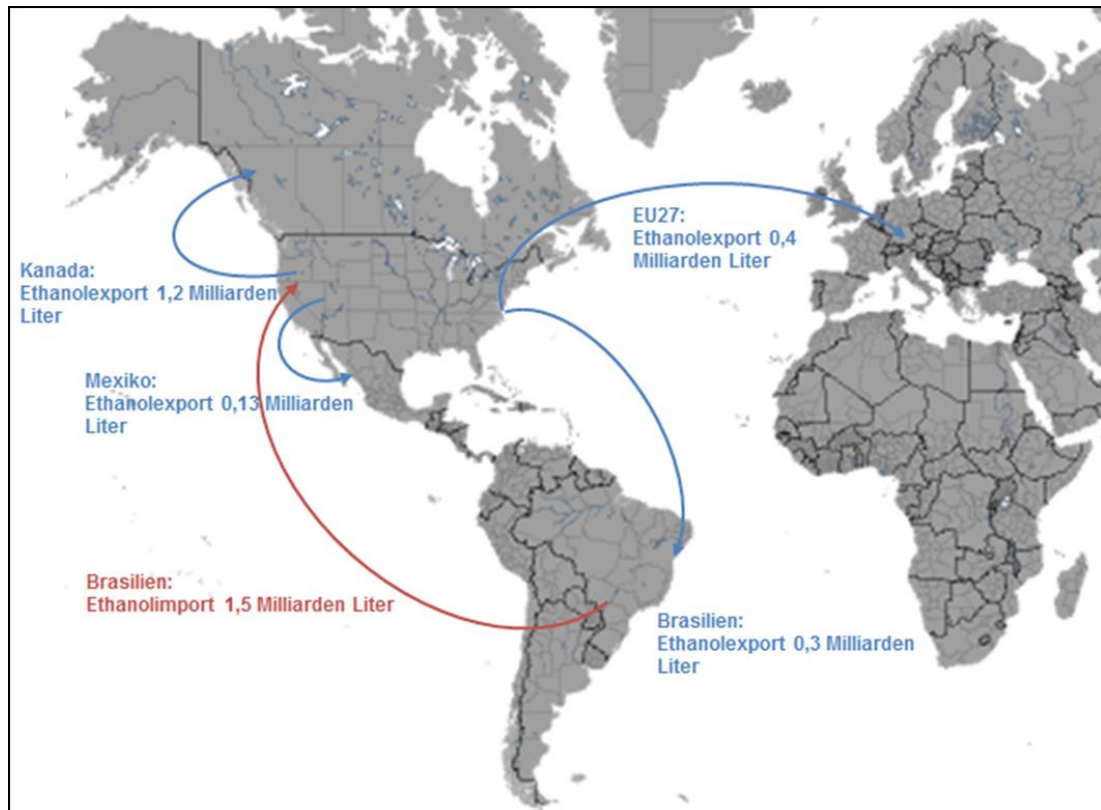 EU27:
Ethanolexport 0,4
Milliarden Liter
Kanada:
Ethanolexport 1,2 Milliarden
Liter
Mexiko:
Ethanolexport 0,13 Milliarden
Liter
Brasilien:
Ethanolimport 1,5 Milliarden Liter
Brasilien:
Ethanolexport 0,3 Milliarden
Liter